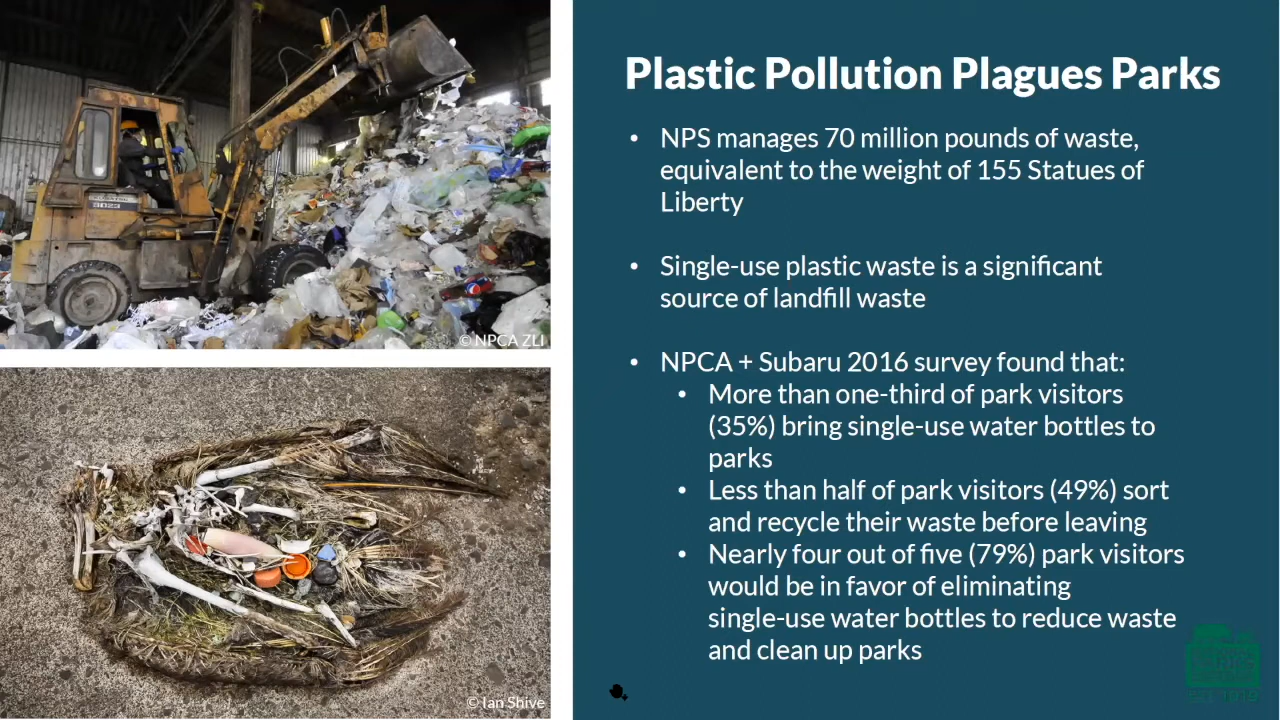 Plastic Pollution Plagues Parks
• NPS manages 70 million pounds of waste,
equivalent to the weight of 155 Statues of
Liberty
• Single-use plastic waste is a significant
source of landfill waste
• NPCA + Subaru 2016 survey found that:
• More than one-third of park visitors
(35%) bring single-use water bottles to
parks
• Less than half of park visitors (49%) sort
and recycle their waste before leaving
• Nearly four out of five (79%) park visitors
would be in favor of eliminating
single-use water bottles to reduce waste
and clean up parks
© NPCA ZLI
© Ian Shive